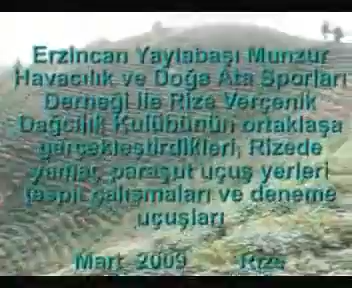 Erzincan Yaylabaşı Munzur
Havacılık ve Doğa Ata Sporları
Derneği ile Rize Verçenik
Dağcılık Kulübünün ortaklaşa
gerçekleştirdikleri, Rizede
yamaç paraşüt uçuş yerleri
tespit çalışmaları ve deneme
uçuşları
Mart 2009 Rize